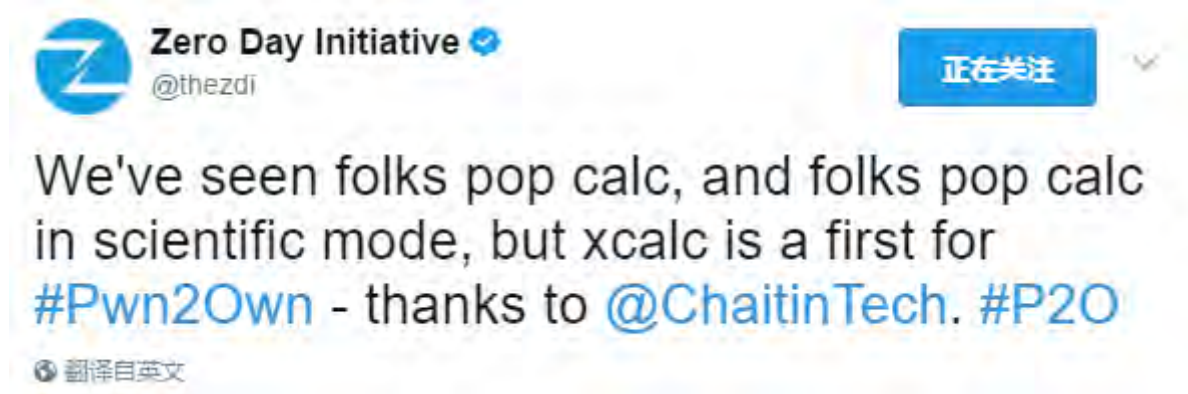 Zero Day Initiative
@thezdi
正在关注
We've seen folks pop calc, and folks pop calc
in scientific mode, but xcalc is a first for
#Pwn2Own - thanks to @ChaitinTech. #P2O
翻译自英文